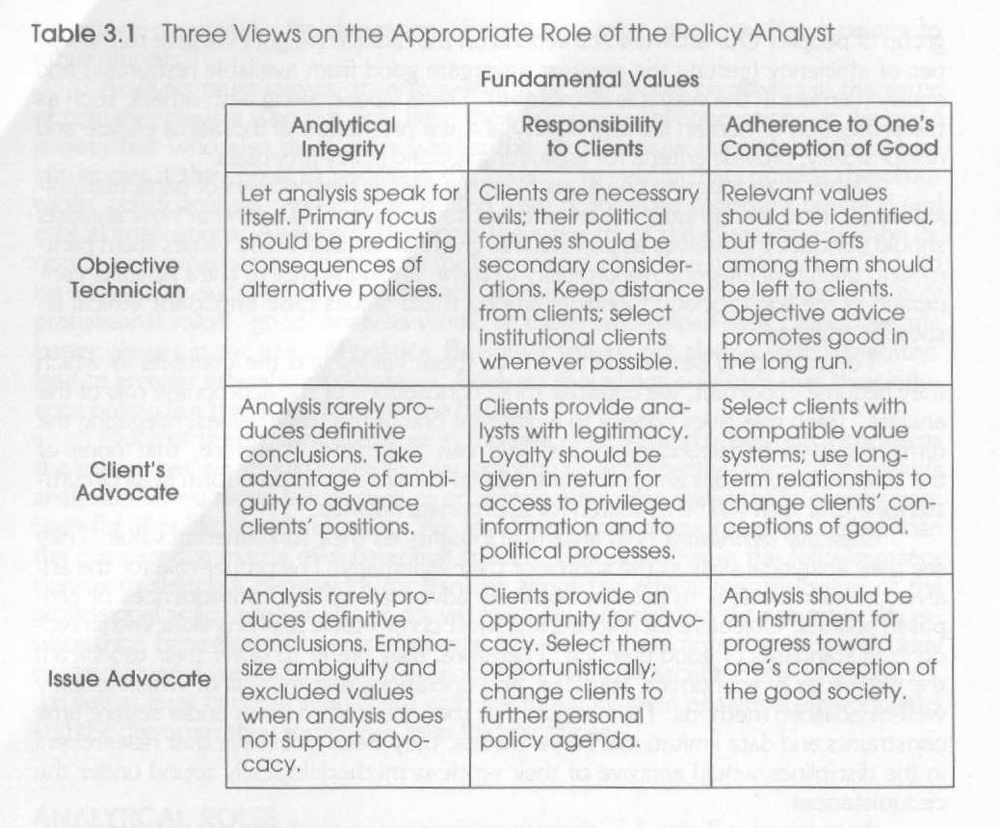 Table 3.1 Three Views on the Appropriate Role of the Policy Analyst
Fundamental Values
Analytical
Integrity
Responsibility
to Clients
Adherence to One's
Conception of Good
Objective
Technician
Let analysis speak for
itself. Primary focus
should be predicting
consequences of
alternative policies.
Clients are necessary
evils; their political
fortunes should be
secondary consider-
ations. Keep distance
from clients; select
institutional clients
whenever possible.
Relevant values
should be identified,
but trade-offs
among them should
be left to clients.
Objective advice
promotes good in
the long run.
Client's
Advocate
Analysis rarely pro-
duces definitive
conclusions. Take
advantage of ambi-
guity to advance
clients' positions.
Clients provide ana-
lysts with legitimacy.
Loyalty should be
given in return for
access to privileged
information and to
political processes.
Select clients with
compatible value
systems; use long-
term relationships to
change clients' con-
ceptions of good.
Issue Advocate
Analysis rarely pro-
duces definitive
conclusions. Empha-
size ambiguity and
excluded values
when analysis does
not support advo-
cacy.
Clients provide an
opportunity for advo-
cacy. Select them
opportunistically;
change clients to
further personal
policy agenda.
Analysis should be
an instrument for
progress toward
one's conception of
the good society.